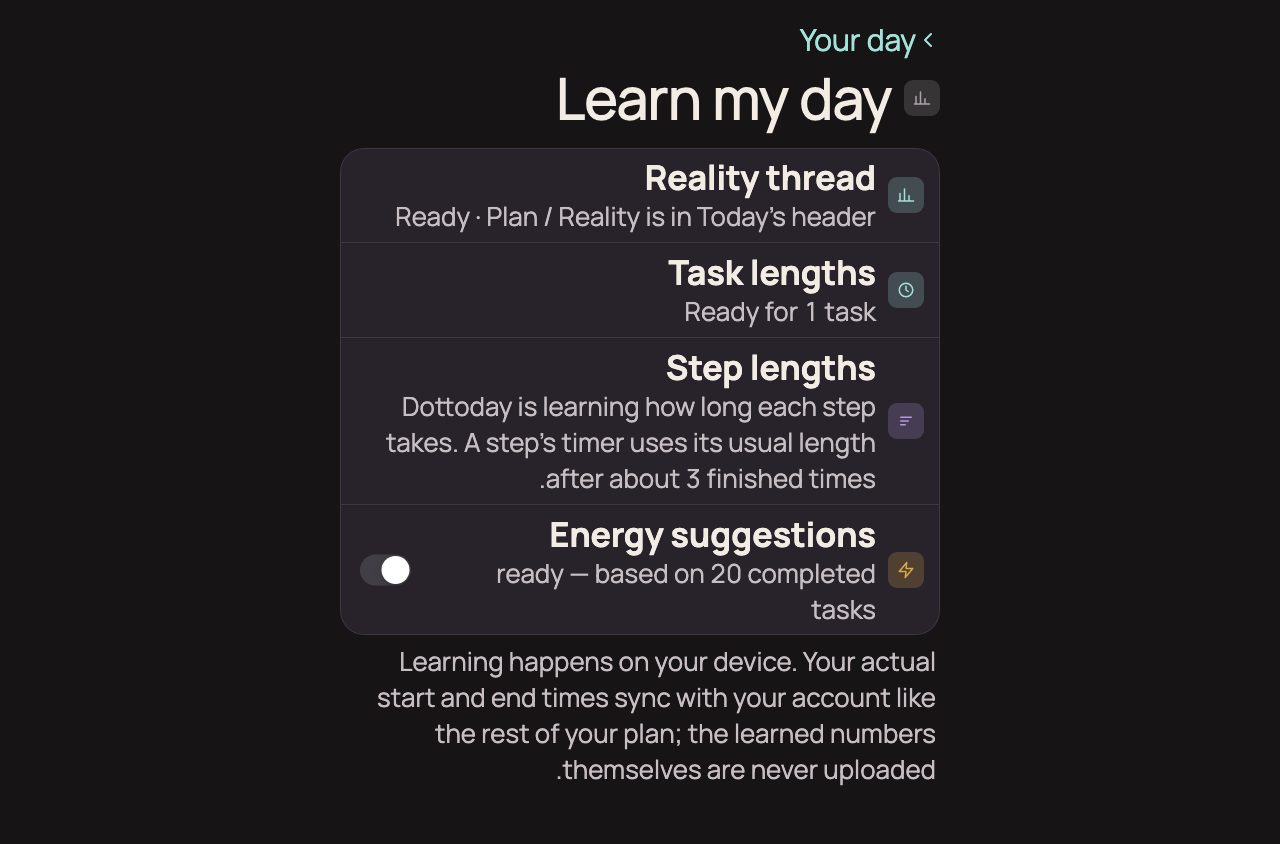 Your day
Learn my day
Reality thread
Ready · Plan / Reality is in Today's header
Task lengths
Ready for 1 task
Step lengths
Dottoday is learning how long each step
takes. A step's timer uses its usual length
.after about 3 finished times
Energy suggestions
ready — based on 20 completed
tasks
Learning happens on your device. Your actual
start and end times sync with your account like
the rest of your plan; the learned numbers
.themselves are never uploaded